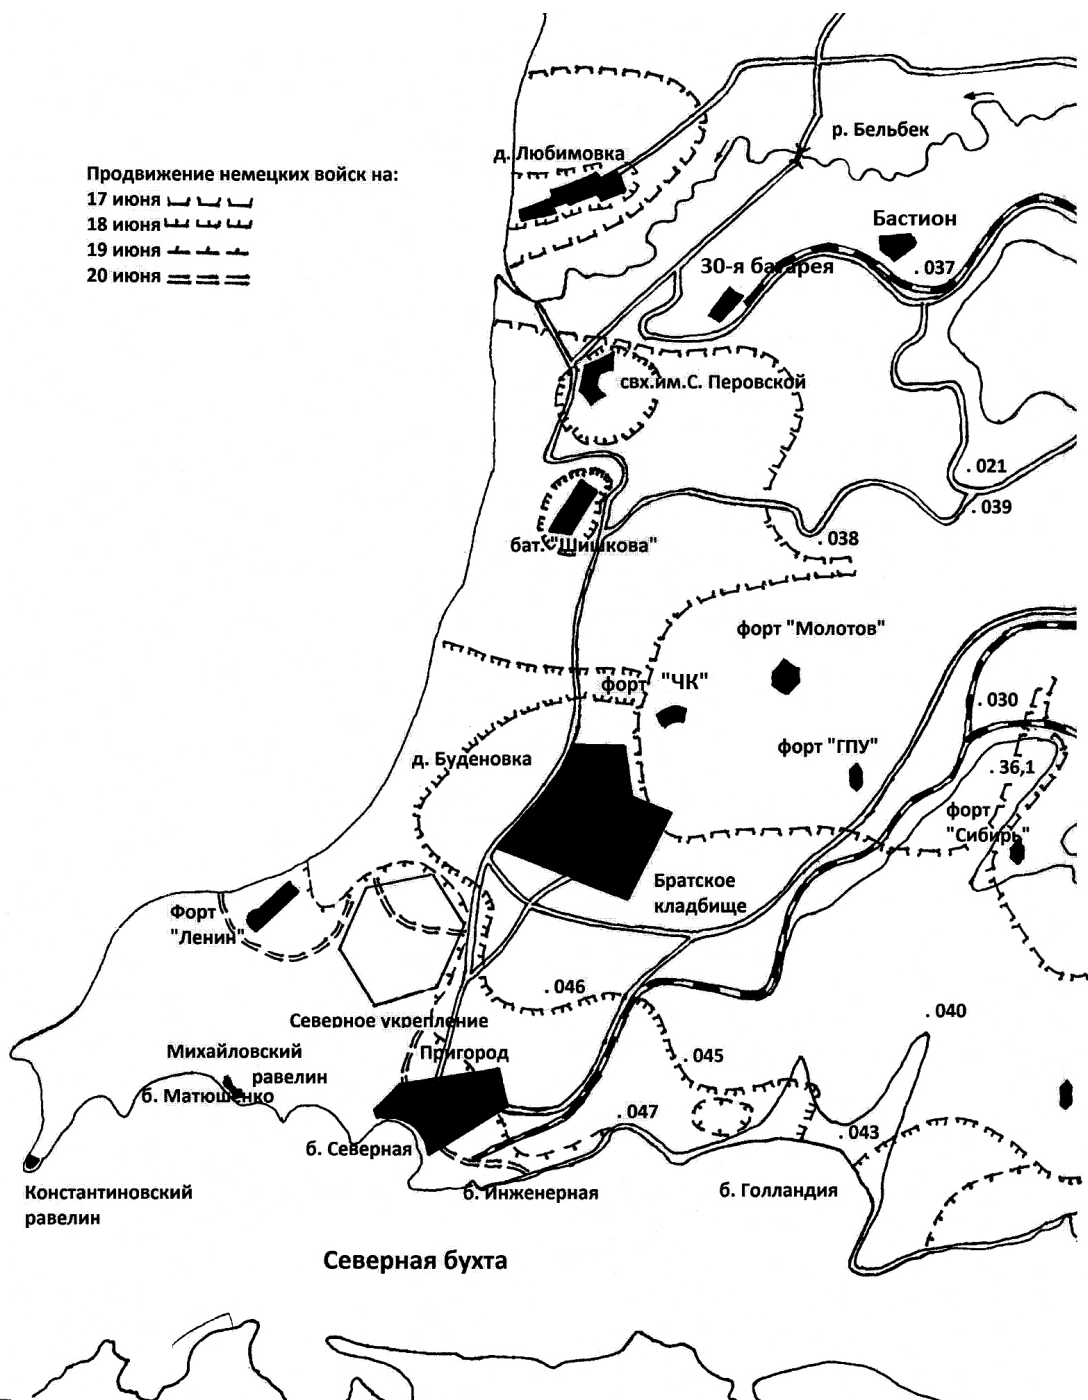 р. Бельбек
д. Любимовка
Продвижение немецких войск на:
17 июня
18 июня
19 июня
20 июня
Бастион
30-я батарея
. 037
свх.им.С. Перовской
. 021
. 039
. 038
бат."Шишкова"
форт "Молотов"
форт "ЧК"
. 030
форт "ГПУ"
д. Буденовка
. 36,1
форт
"Сибирь"
Братское
кладбище
Форт
"Ленин"
. 046
. 040
Северное укрепление
Пригород
Михайловский
равелин
. 045
б. Матюшенко
. 047
. 043
б. Северная
б. Инженерная
б. Голландия
Константиновский
равелин
Северная бухта